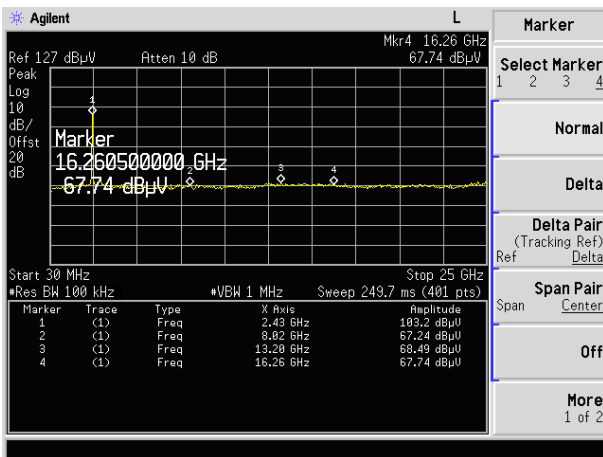 Agilent L
Mkr4 16.26 GHz
Ref 127 dBµV Atten 10 dB 67.74 dBµV
Peak
Log
10
dB/
Offst
20
dB
1
Marker
16.260500000 GHz
67.74 dBµV
2 3 4
Start 30 MHz Stop 25 GHz
#Res BW 100 kHz #VBW 1 MHz Sweep 249.7 ms (401 pts)
Marker Trace Type X Axis Amplitude
1 (1) Freq 2.43 GHz 103.2 dBµV
2 (1) Freq 8.02 GHz 67.24 dBµV
3 (1) Freq 13.20 GHz 68.49 dBµV
4 (1) Freq 16.26 GHz 67.74 dBµV
Marker
Select Marker
1 2 3 4
Normal
Delta
Delta Pair
(Tracking Ref)
Ref Delta
Span Pair
Span Center
Off
More
1 of 2